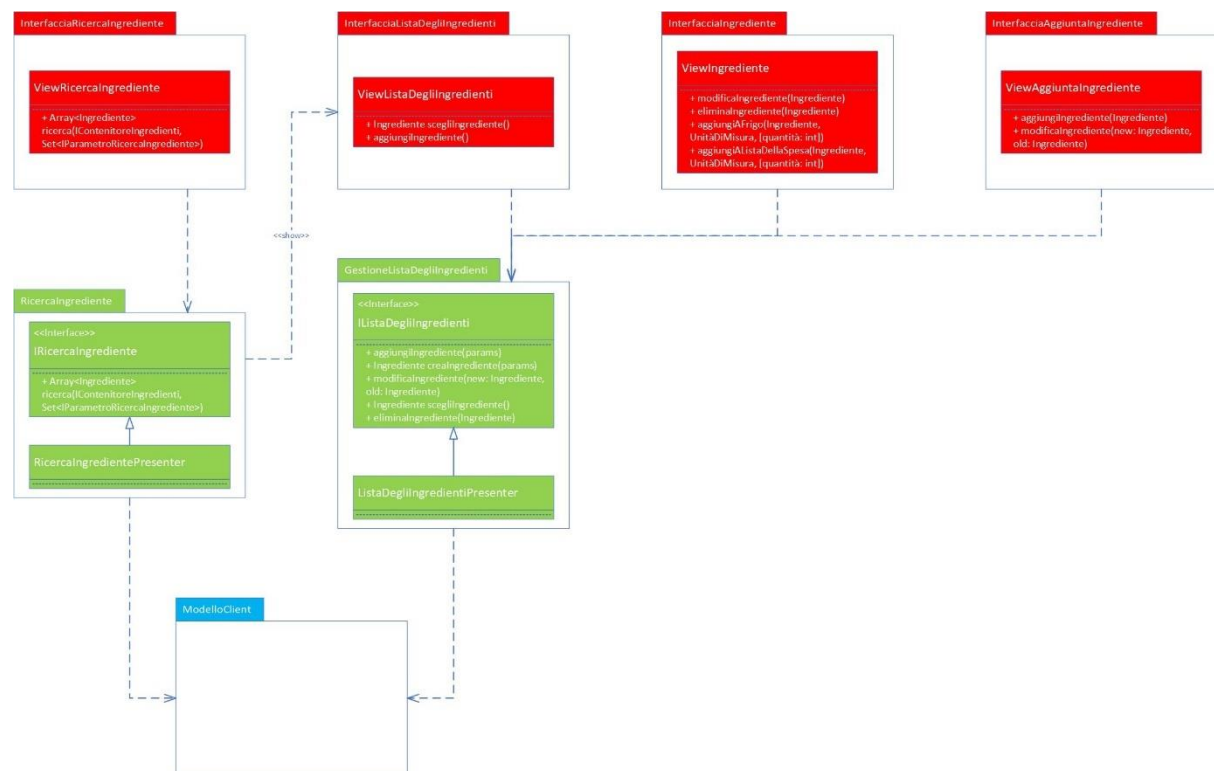 InterfacciaRicercaIngrediente
ViewRicercaIngrediente
+ Array<Ingrediente>
ricerca(IContenitoreIngredienti,
Set<IParametroRicercaIngrediente>)
InterfacciaListaDegliIngredienti
ViewListaDegliIngredienti
+ Ingrediente scegliIngrediente()
+ aggiungiIngrediente()
InterfacciaIngrediente
ViewIngrediente
+ modificaIngrediente(Ingrediente)
+ eliminaIngrediente(Ingrediente)
+ aggiungiAFrigo(Ingrediente,
UnitàDiMisura, [quantità: int])
+ aggiungiAListaDellaSpesa(Ingrediente,
UnitàDiMisura, [quantità: int])
InterfacciaAggiuntaIngrediente
ViewAggiuntaIngrediente
+ aggiungiIngrediente(Ingrediente)
+ modificaIngrediente(new: Ingrediente,
old: Ingrediente)
<<show>>
RicercaIngrediente
<<Interface>>
IRicercaIngrediente
+ Array<Ingrediente>
ricerca(IContenitoreIngredienti,
Set<IParametroRicercaIngrediente>)
RicercaIngredientePresenter
GestioneListaDegliIngredienti
<<Interface>>
IListaDegliIngredienti
+ aggiungiIngrediente(params)
+ Ingrediente creaIngrediente(params)
+ modificaIngrediente(new: Ingrediente,
old: Ingrediente)
+ Ingrediente scegliIngrediente()
+ eliminaIngrediente(Ingrediente)
ListaDegliIngredientiPresenter
ModelloClient